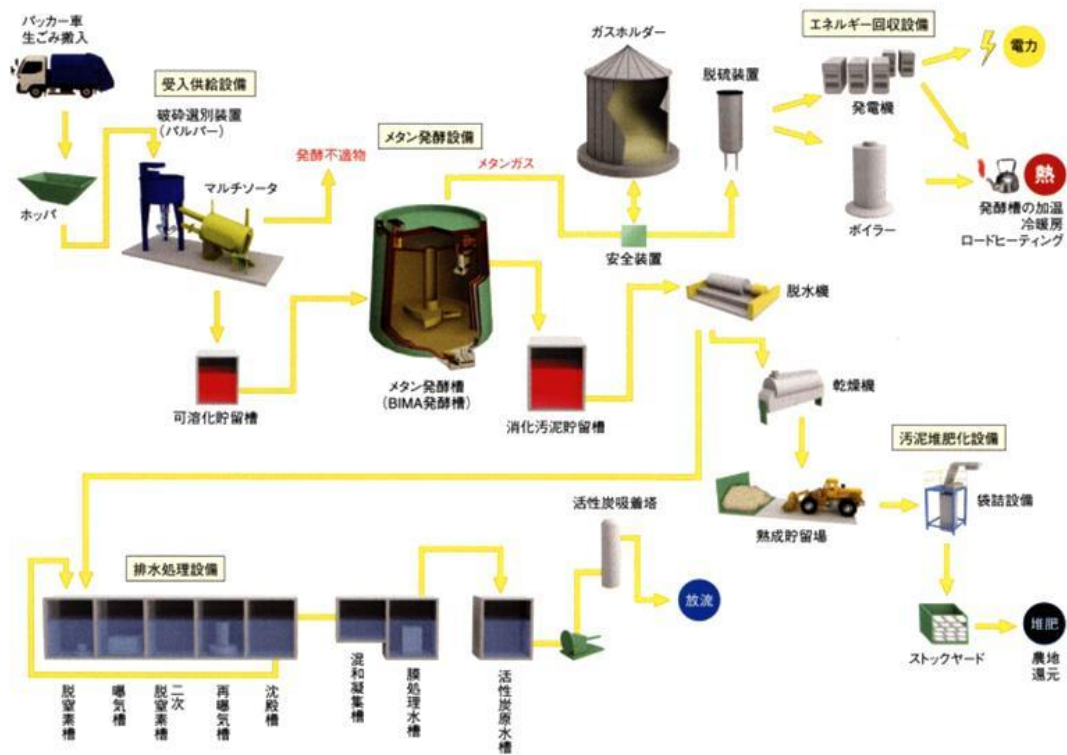 パッカー車
生ごみ搬入
受入供給設備
破砕選別装置
(パルパー)
ホッパ
マルチソータ
発酵不適物
メタン発酵設備
メタンガス
ガスホルダー
脱硫装置
エネルギー回収設備
発電機
電力
ボイラー
熱
発酵槽の加温
冷暖房
ロードヒーティング
安全装置
可溶化貯留槽
メタン発酵槽
(BIMA発酵槽)
消化汚泥貯留槽
脱水機
乾燥機
汚泥堆肥化設備
熟成貯留場
袋詰設備
ストックヤード
堆肥
農地
還元
排水処理設備
活性炭吸着塔
放流
脱窒素槽
曝気槽
二次
脱窒素槽
再曝気槽
沈殿槽
混和凝集槽
膜処理水槽
活性炭原水槽